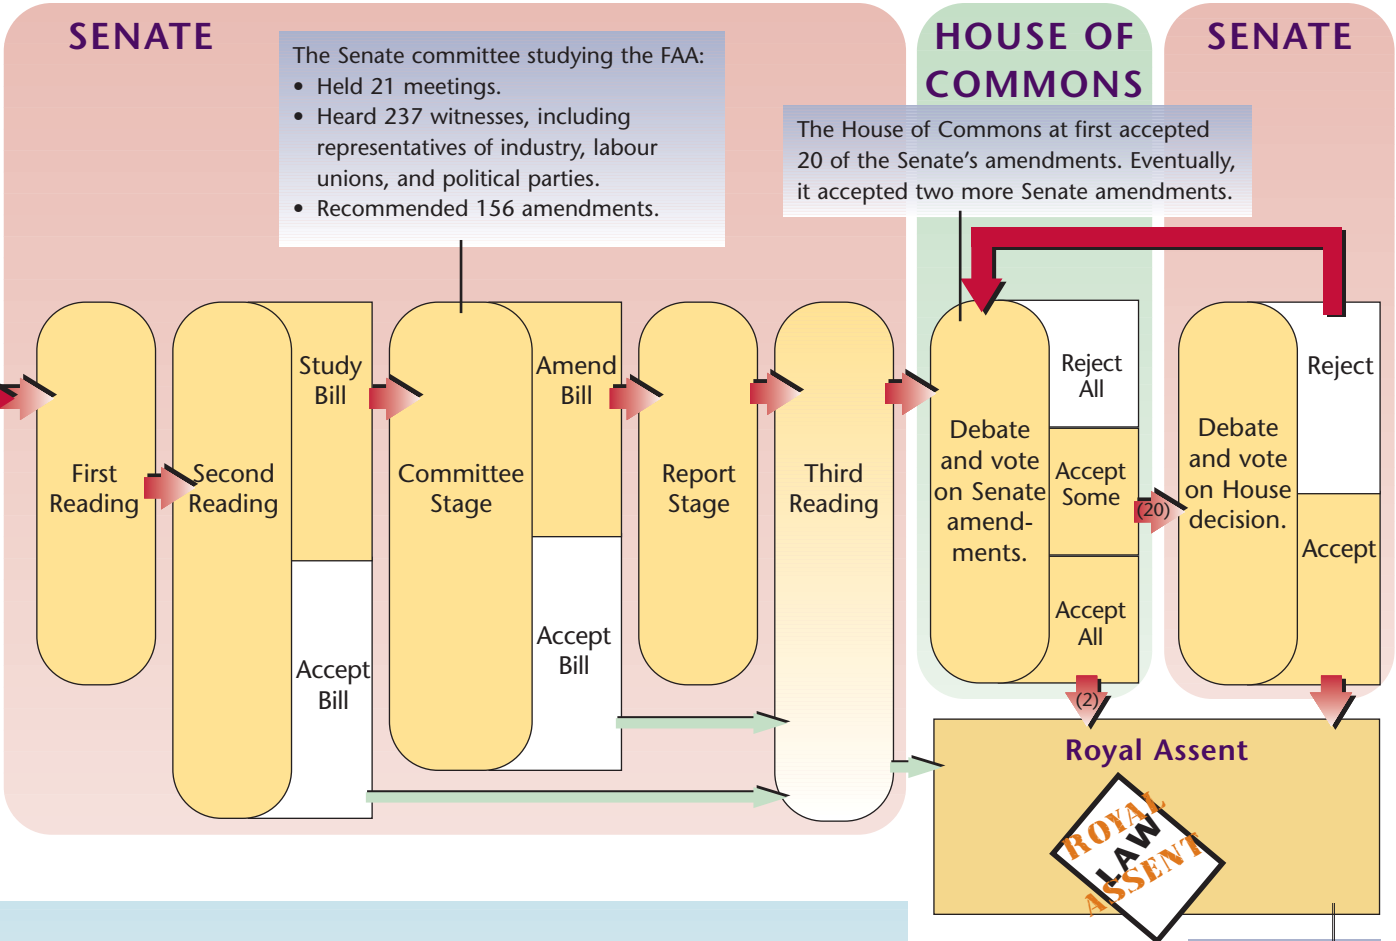 SENATE
The Senate committee studying the FAA:
• Held 21 meetings.
• Heard 237 witnesses, including
representatives of industry, labour
unions, and political parties.
• Recommended 156 amendments.
First
Reading
Second
Reading
Study
Bill
Accept
Bill
Committee
Stage
Amend
Bill
Accept
Bill
Report
Stage
Third
Reading
HOUSE OF
COMMONS
The House of Commons at first accepted
20 of the Senate's amendments. Eventually,
it accepted two more Senate amendments.
Debate
and vote
on Senate
amend-
ments.
Reject
All
Accept
Some
Accept
All
(20)
(2)
SENATE
Debate
and vote
on House
decision.
Reject
Accept
Royal Assent
LAW
ROYAL
ASSENT